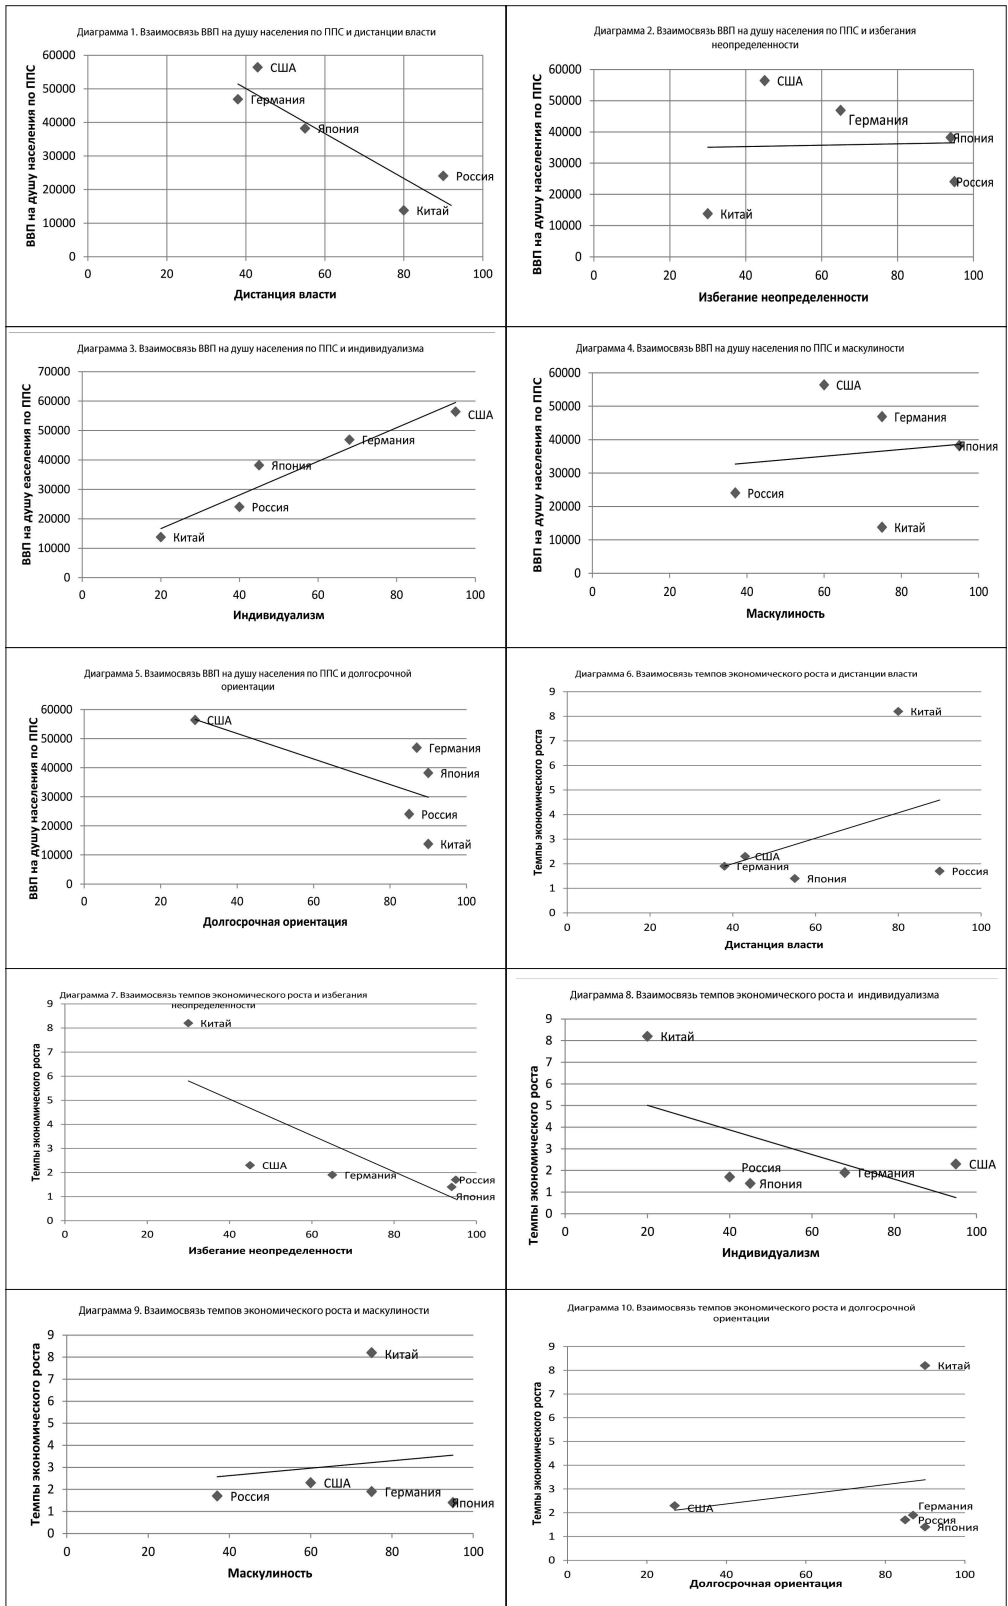 Диаграмма 1. Взаимосвязь ВВП на душу населения по ППС и дистанции власти
ВВП на душу населения по ППС
60000
50000
40000
30000
20000
10000
0
США
Германия
Япония
Россия
Китай
0 20 40 60 80 100
Дистанция власти
Диаграмма 2. Взаимосвязь ВВП на душу населения по ППС и избегания
неопределенности
ВВП на душу населенгия по ППС
60000
50000
40000
30000
20000
10000
0
США
Германия
Япония
Россия
Китай
0 20 40 60 80 100
Избегание неопределенности
Диаграмма 3. Взаимосвязь ВВП на душу населения по ППС и индивидуализма
ВВП на душу еаселения по ППС
70000
60000
50000
40000
30000
20000
10000
0
США
Германия
Япония
Россия
Китай
0 20 40 60 80 100
Индивидуализм
Диаграмма 4. Взаимосвязь ВВП на душу населения по ППС и маскулиности
ВВП на душу населения по ППС
60000
50000
40000
30000
20000
10000
0
США
Германия
Япония
Россия
Китай
0 20 40 60 80 100
Маскулиность
Диаграмма 5. Взаимосвязь ВВП на душу населения по ППС и долгосрочной
ориентации
ВВП на душу населения по ППС
60000
50000
40000
30000
20000
10000
0
США
Германия
Япония
Россия
Китай
0 20 40 60 80 100
Долгосрочная ориентация
Диаграмма 6. Взаимосвязь темпов экономического роста и дистанции власти
Темпы экономического роста
9
8
7
6
5
4
3
2
1
0
Китай
США
Германия
Япония
Россия
0 20 40 60 80 100
Дистанция власти
Диаграмма 7. Взаимосвязь темпов экономического роста и избегания
неопределенности
Темпы экономического роста
9
8
7
6
5
4
3
2
1
0
Китай
США
Германия
Россия
Япония
0 20 40 60 80 100
Избегание неопределенности
Диаграмма 8. Взаимосвязь темпов экономического роста и индивидуализма
Темпы экономического роста
9
8
7
6
5
4
3
2
1
0
Китай
Россия
Япония
Германия
США
0 20 40 60 80 100
Индивидуализм
Диаграмма 9. Взаимосвязь темпов экономического роста и маскулиности
Темпы экономического роста
9
8
7
6
5
4
3
2
1
0
Китай
США
Россия
Германия
Япония
0 20 40 60 80 100
Маскулиность
Диаграмма 10. Взаимосвязь темпов экономического роста и долгосрочной
ориентации
Темпы экономического роста
9
8
7
6
5
4
3
2
1
0
Китай
США
Германия
Россия
Япония
0 20 40 60 80 100
Долгосрочная ориентация